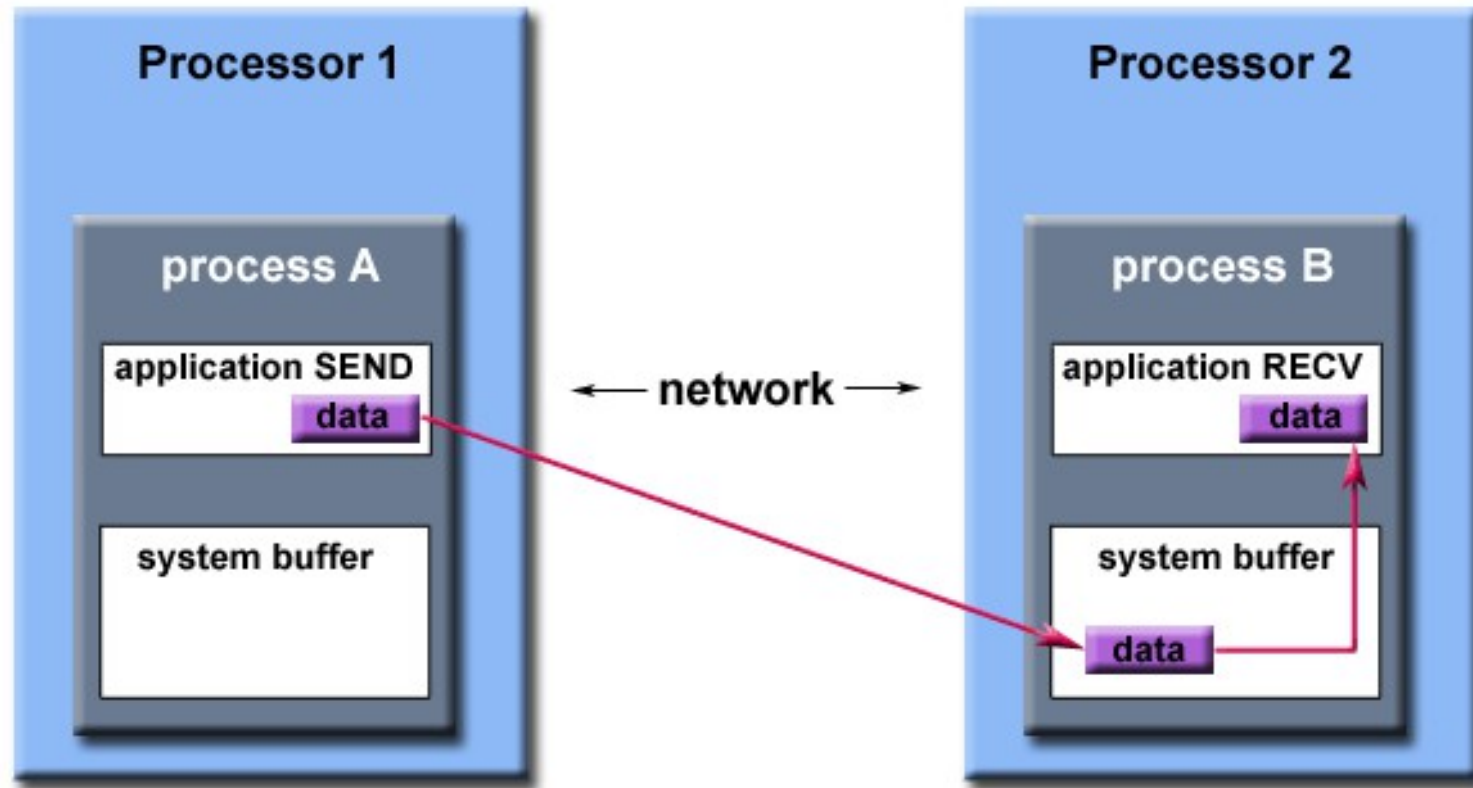 Processor 1
process A
application SEND
data
system buffer
network
Processor 2
process B
application RECV
data
system buffer
data